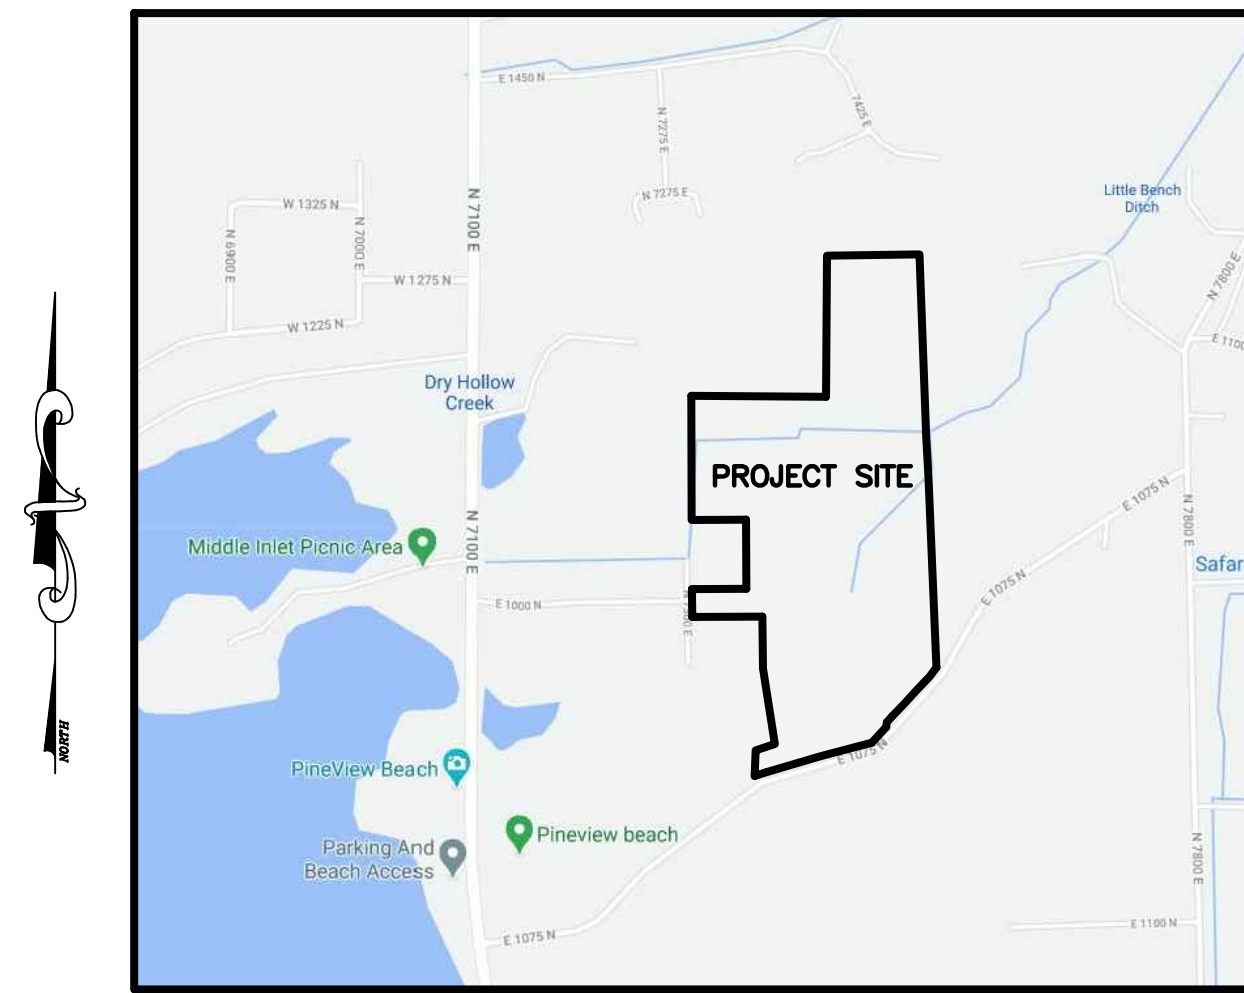 E 1450 N
N 7275 E
7425 E
N 7275 E
Little Bench
Ditch
W 1325 N
N 7100 E
N 6900 E
N 7000 E
W 1275 N
N 7800 E
W 1225 N
E 1100
Dry Hollow
Creek
PROJECT SITE
E 1075 N
N 7800 E
N 7100 E
Middle Inlet Picnic Area
Safar
E 1075 N
E 1000 N
NORTH
E 1075 N
PineView Beach
Pineview beach
Parking And
Beach Access
N 7800 E
E 1100 N
E 1075 N